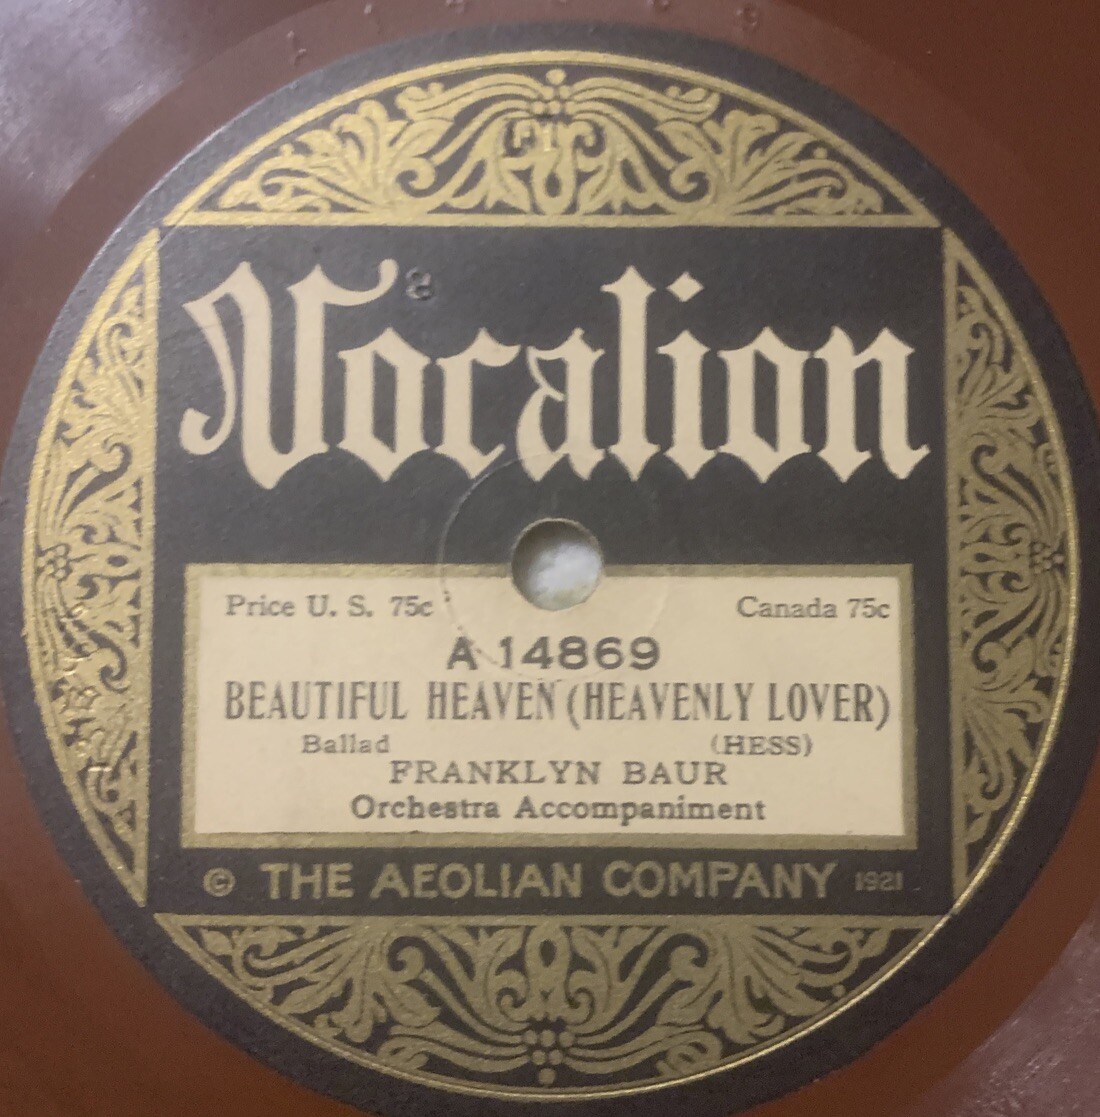 Vocalion
Price U. S. 75c Canada 75c
A 14869
BEAUTIFUL HEAVEN (HEAVENLY LOVER)
Ballad (HESS)
FRANKLYN BAUR
Orchestra Accompaniment
© THE AEOLIAN COMPANY 1921